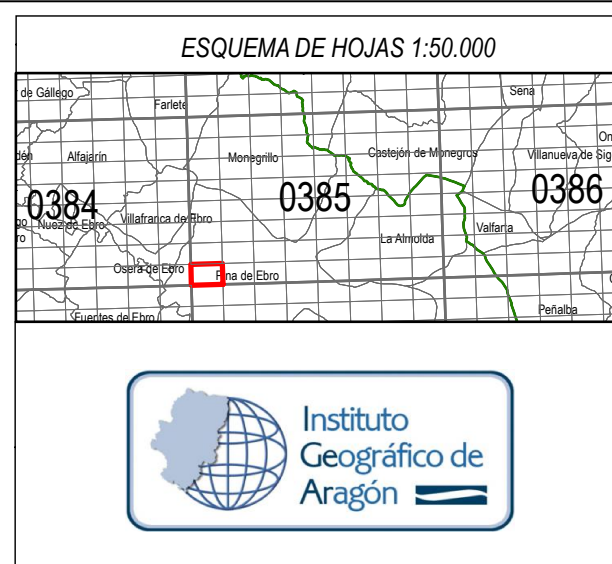 ESQUEMA DE HOJAS 1:50.000
de Gállego
Farlete
Sena
Alfajarín
Monegrillo
Castejón de Monegros
Villanueva de Sig
0384
0385
0386
Villafranca de Ebro
Nuez de Ebro
La Almolda
Valfarta
Osera de Ebro
Pina de Ebro
Fuentes de Ebro
Peñalba
Instituto
Geográfico de
Aragón